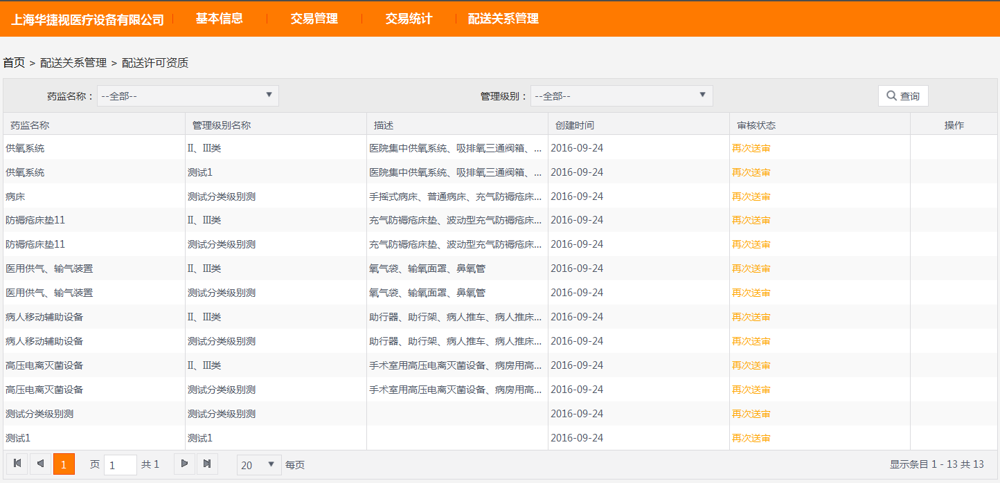 上海华捷视医疗设备有限公司 基本信息 交易管理 交易统计 配送关系管理
首页 > 配送关系管理 > 配送许可资质
药监名称： --全部-- 管理级别： --全部-- 查询
药监名称 管理级别名称 描述 创建时间 审核状态 操作
供氧系统 II、III类 医院集中供氧系统、吸排氧三通阀箱、... 2016-09-24 再次送审
供氧系统 测试1 医院集中供氧系统、吸排氧三通阀箱、... 2016-09-24 再次送审
病床 测试分类级别测 手摇式病床、普通病床、充气防褥疮床... 2016-09-24 再次送审
防褥疮床垫11 II、III类 充气防褥疮床垫、波动型充气防褥疮床... 2016-09-24 再次送审
防褥疮床垫11 测试分类级别测 充气防褥疮床垫、波动型充气防褥疮床... 2016-09-24 再次送审
医用供气、输气装置 II、III类 氧气袋、输氧面罩、鼻氧管 2016-09-24 再次送审
医用供气、输气装置 测试分类级别测 氧气袋、输氧面罩、鼻氧管 2016-09-24 再次送审
病人移动辅助设备 II、III类 助行器、助行架、病人推车、病人推床... 2016-09-24 再次送审
病人移动辅助设备 测试分类级别测 助行器、助行架、病人推车、病人推床... 2016-09-24 再次送审
高压电离灭菌设备 II、III类 手术室用高压电离灭菌设备、病房用高... 2016-09-24 再次送审
高压电离灭菌设备 测试分类级别测 手术室用高压电离灭菌设备、病房用高... 2016-09-24 再次送审
测试分类级别测 测试分类级别测 2016-09-24 再次送审
测试1 测试1 2016-09-24 再次送审
1 页 1 共 1 20 每页 显示条目 1 - 13 共 13